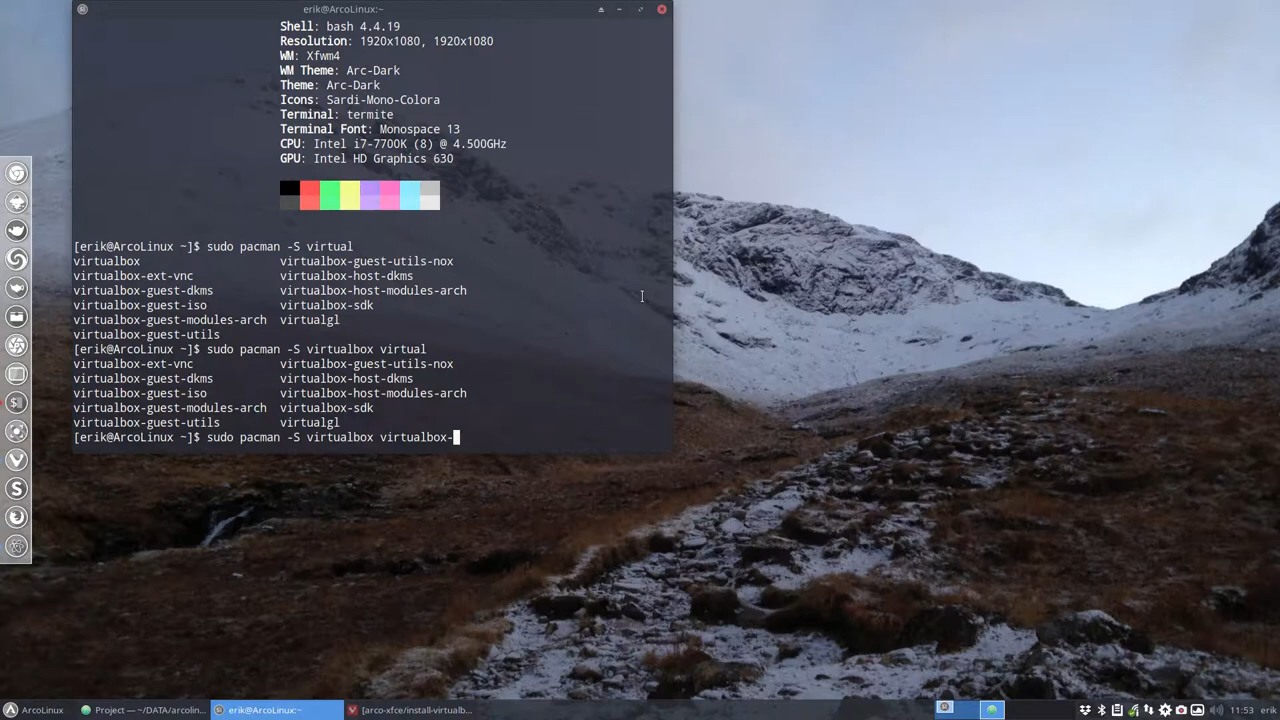 erik@ArcoLinux:~
Shell: bash 4.4.19
Resolution: 1920x1080, 1920x1080
WM: Xfwm4
WM Theme: Arc-Dark
Theme: Arc-Dark
Icons: Sardi-Mono-Colora
Terminal: termite
Terminal Font: Monospace 13
CPU: Intel i7-7700K (8) @ 4.500GHz
GPU: Intel HD Graphics 630
[erik@ArcoLinux ~]$ sudo pacman -S virtual
virtualbox virtualbox-guest-utils-nox
virtualbox-ext-vnc virtualbox-host-dkms
virtualbox-guest-dkms virtualbox-host-modules-arch
virtualbox-guest-iso virtualbox-sdk
virtualbox-guest-modules-arch virtualgl
virtualbox-guest-utils
[erik@ArcoLinux ~]$ sudo pacman -S virtualbox virtual
virtualbox-ext-vnc virtualbox-guest-utils-nox
virtualbox-guest-dkms virtualbox-host-dkms
virtualbox-guest-iso virtualbox-host-modules-arch
virtualbox-guest-modules-arch virtualbox-sdk
virtualbox-guest-utils virtualgl
[erik@ArcoLinux ~]$ sudo pacman -S virtualbox virtualbox-
ArcoLinux Project — ~/DATA/arcolin... erik@ArcoLinux:~ [arco-xfce/install-virtualb... 11:53 erik